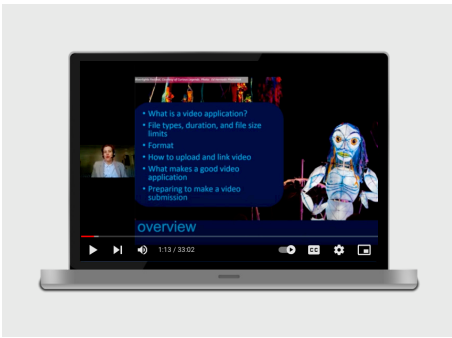 • What is a video application?
• File types, duration, and file size
limits
• Format
• How to upload and link video
• What makes a good video
application
• Preparing to make a video
submission
overview
1:13 / 33:02
CC